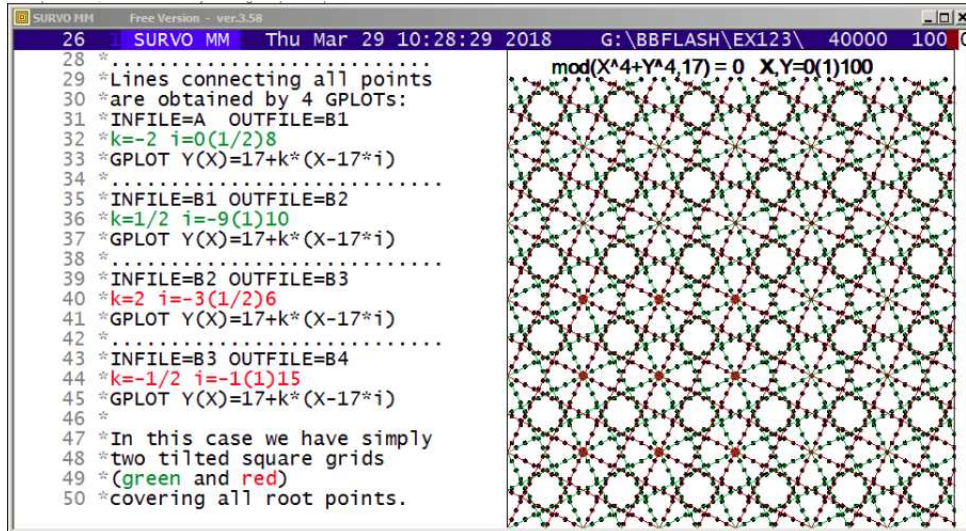 SURVO MM Free Version - ver.3.58
26 1 SURVO MM Thu Mar 29 10:28:29 2018 G:\BBFLASH\EX123\ 40000 100
28 *............................
29 *Lines connecting all points
30 *are obtained by 4 GPLOTs:
31 *INFILE=A OUTFILE=B1
32 *k=-2 i=0(1/2)8
33 *GPLOT Y(X)=17+k*(X-17*i)
34 *.............................
35 *INFILE=B1 OUTFILE=B2
36 *k=1/2 i=-9(1)10
37 *GPLOT Y(X)=17+k*(X-17*i)
38 *.............................
39 *INFILE=B2 OUTFILE=B3
40 *k=2 i=-3(1/2)6
41 *GPLOT Y(X)=17+k*(X-17*i)
42 *.............................
43 *INFILE=B3 OUTFILE=B4
44 *k=-1/2 i=-1(1)15
45 *GPLOT Y(X)=17+k*(X-17*i)
46 *
47 *In this case we have simply
48 *two tilted square grids
49 *(green and red)
50 *covering all root points.
mod(X^4+Y^4,17) = 0 X,Y=0(1)100